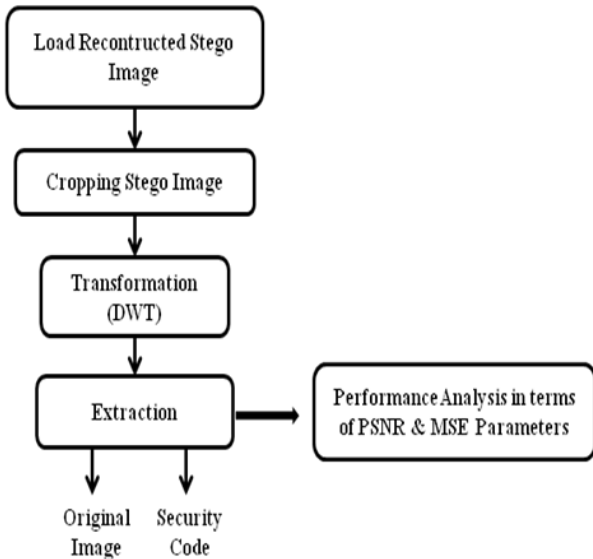 Load Recontructed Stego
Image
Cropping Stego Image
Transformation
(DWT)
Extraction
Performance Analysis in terms
of PSNR & MSE Parameters
Original
Image
Security
Code